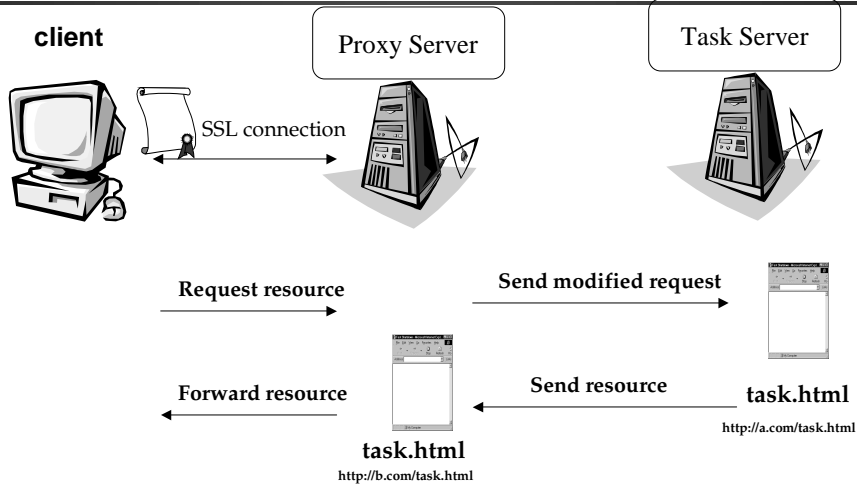 client
Proxy Server
Task Server
SSL connection
Request resource
Send modified request
Forward resource
Send resource
task.html
http://a.com/task.html
task.html
http://b.com/task.html